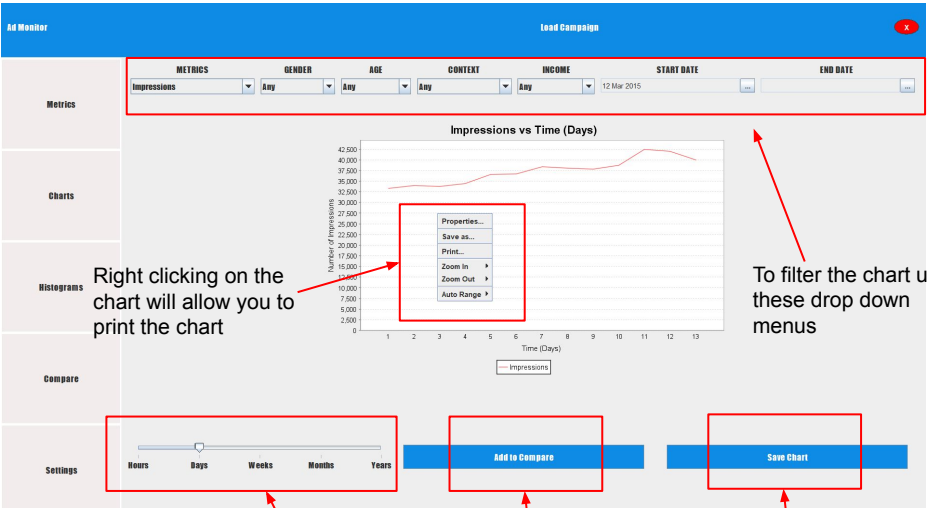 Ad Monitor
Load Campaign
x
METRICS GENDER AGE CONTEXT INCOME START DATE END DATE
Impressions Any Any Any Any 12 Mar 2015 ... ...
Metrics
Charts
Histograms
Compare
Settings
Impressions vs Time (Days)
42,500
40,000
37,500
35,000
32,500
30,000
27,500
25,000
22,500
20,000
17,500
15,000
12,500
10,000
7,500
5,000
2,500
0
Number of Impressions
Properties...
Save as...
Print...
Zoom In
Zoom Out
Auto Range
1 2 3 4 5 6 7 8 9 10 11 12 13
Time (Days)
Impressions
Right clicking on the
chart will allow you to
print the chart
To filter the chart u
these drop down
menus
Hours Days Weeks Months Years
Add to Compare
Save Chart